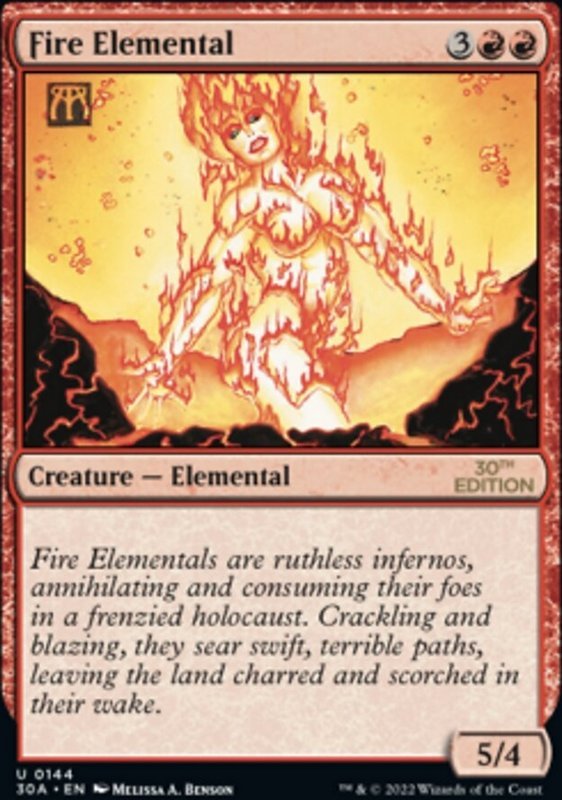 Fire Elemental 3
Creature — Elemental
30TH
EDITION
Fire Elementals are ruthless infernos,
annihilating and consuming their foes
in a frenzied holocaust. Crackling and
blazing, they sear swift, terrible paths,
leaving the land charred and scorched in
their wake.
5/4
U 0144
30A • EN Melissa A. Benson
™ & © 2022 Wizards of the Coast